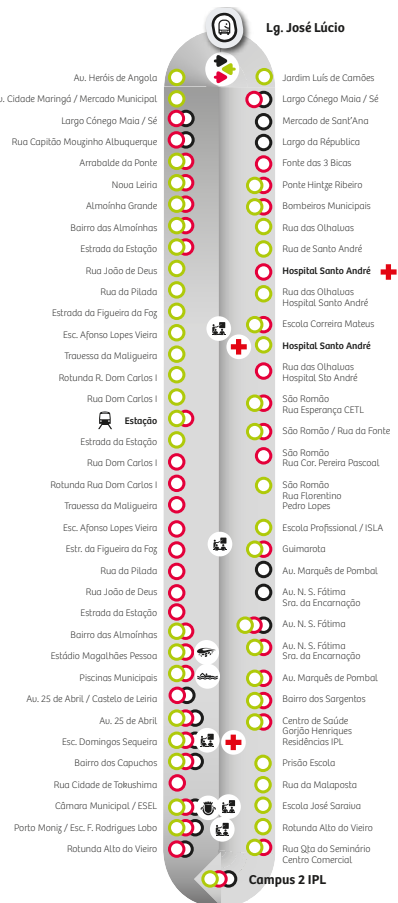 Lg. José Lúcio
Av. Heróis de Angola
Av. Cidade Maringá / Mercado Municipal
Largo Cónego Maia / Sé
Rua Capitão Mouzinho Albuquerque
Arrabalde da Ponte
Nova Leiria
Almoínha Grande
Bairro das Almoínhas
Estrada da Estação
Rua João de Deus
Rua da Pilada
Estrada da Figueira da Foz
Esc. Afonso Lopes Vieira
Travessa da Maligueira
Rotunda R. Dom Carlos I
Rua Dom Carlos I
Estação
Estrada da Estação
Rua Dom Carlos I
Rotunda Rua Dom Carlos I
Travessa da Maligueira
Esc. Afonso Lopes Vieira
Estr. da Figueira da Foz
Rua da Pilada
Rua João de Deus
Estrada da Estação
Bairro das Almoínhas
Estádio Magalhães Pessoa
Piscinas Municipais
Av. 25 de Abril / Castelo de Leiria
Av. 25 de Abril
Esc. Domingos Sequeira
Bairro dos Capuchos
Rua Cidade de Tokushima
Câmara Municipal / ESEL
Porto Moniz / Esc. F. Rodrigues Lobo
Rotunda Alto do Vieiro
Jardim Luís de Camões
Largo Cónego Maia / Sé
Mercado de Sant'Ana
Largo da Républica
Fonte das 3 Bicas
Ponte Hintze Ribeiro
Bombeiros Municipais
Rua das Olhalvas
Rua de Santo André
Hospital Santo André
Rua das Olhalvas
Hospital Santo André
Escola Correira Mateus
Hospital Santo André
Rua das Olhalvas
Hospital Sto André
São Romão
Rua Esperança CETL
São Romão / Rua da Fonte
São Romão
Rua Cor. Pereira Pascoal
São Romão
Rua Florentino
Pedro Lopes
Escola Profissional / ISLA
Guimarota
Av. Marquês de Pombal
Av. N. S. Fátima
Sra. da Encarnação
Av. N. S. Fátima
Av. N. S. Fátima
Sra. da Encarnação
Av. Marquês de Pombal
Bairro dos Sargentos
Centro de Saúde
Gorjão Henriques
Residências IPL
Prisão Escola
Rua da Malaposta
Escola José Saraiva
Rotunda Alto do Vieiro
Rua Qta do Seminário
Centro Comercial
Campus 2 IPL